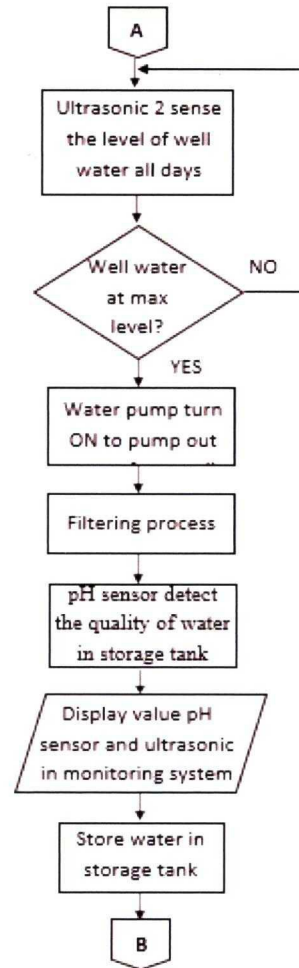 A
Ultrasonic 2 sense
the level of well
water all days
Well water
at max
level?
NO
YES
Water pump turn
ON to pump out
Filtering process
pH sensor detect
the quality of water
in storage tank
Display value pH
sensor and ultrasonic
in monitoring system
Store water in
storage tank
B